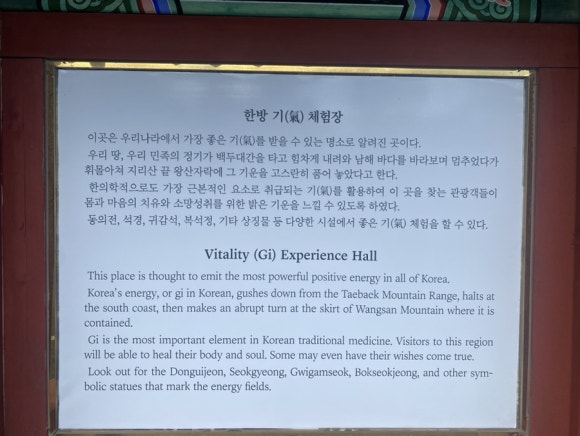 한방 기(氣) 체험장
이곳은 우리나라에서 가장 좋은 기(氣)를 받을 수 있는 명소로 알려진 곳이다.
우리 땅, 우리 민족의 정기가 백두대간을 타고 힘차게 내려와 남해 바다를 바라보며 멈추었다가
휘몰아쳐 지리산 끝 왕산자락에 그 기운을 고스란히 품어 놓았다고 한다.
한의학적으로도 가장 근본적인 요소로 취급되는 기(氣)를 활용하여 이 곳을 찾는 관광객들이
몸과 마음의 치유와 소망성취를 위한 밝은 기운을 느낄 수 있도록 하였다.
동의전, 석경, 귀감석, 복석정, 기타 상징물 등 다양한 시설에서 좋은 기(氣) 체험을 할 수 있다.
Vitality (Gi) Experience Hall
This place is thought to emit the most powerful positive energy in all of Korea.
Korea's energy, or gi in Korean, gushes down from the Taebaek Mountain Range, halts at
the south coast, then makes an abrupt turn at the skirt of Wangsan Mountain where it is
contained.
Gi is the most important element in Korean traditional medicine. Visitors to this region
will be able to heal their body and soul. Some may even have their wishes come true.
Look out for the Donguijeon, Seokgyeong, Gwigamseok, Bokseokjeong, and other sym-
bolic statues that mark the energy fields.